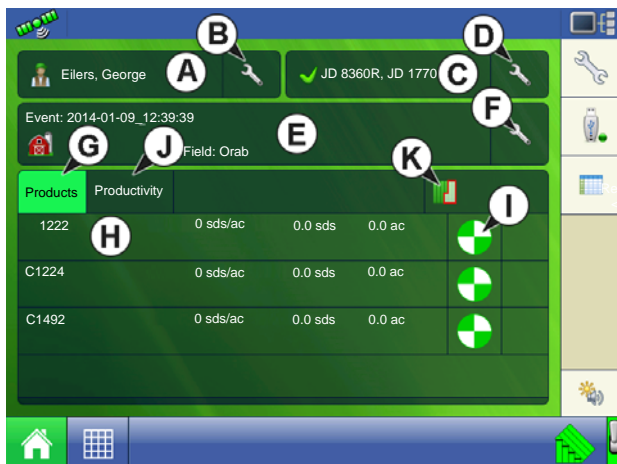 B
D
Eilers, George
A
JD 8360R, JD 1770
C
Event: 2014-01-09_12:39:39
F
G
J
Field: Orab
E
K
Products
Productivity
I
1222
H
0 sds/ac
0.0 sds
0.0 ac
C1224
0 sds/ac
0.0 sds
0.0 ac
C1492
0 sds/ac
0.0 sds
0.0 ac